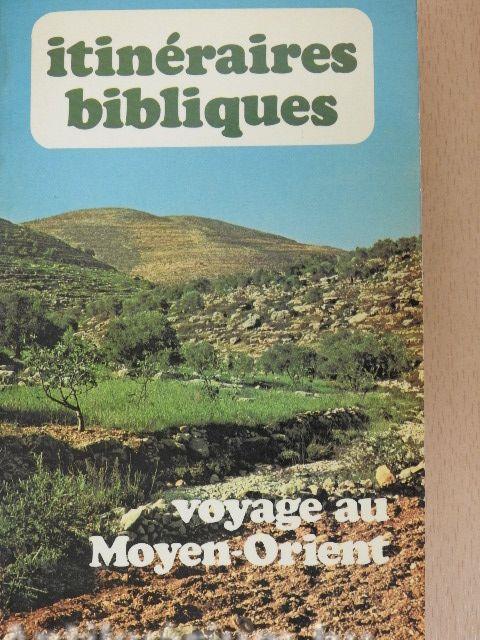 itinéraires
bibliques
voyage au
Moyen-Orient